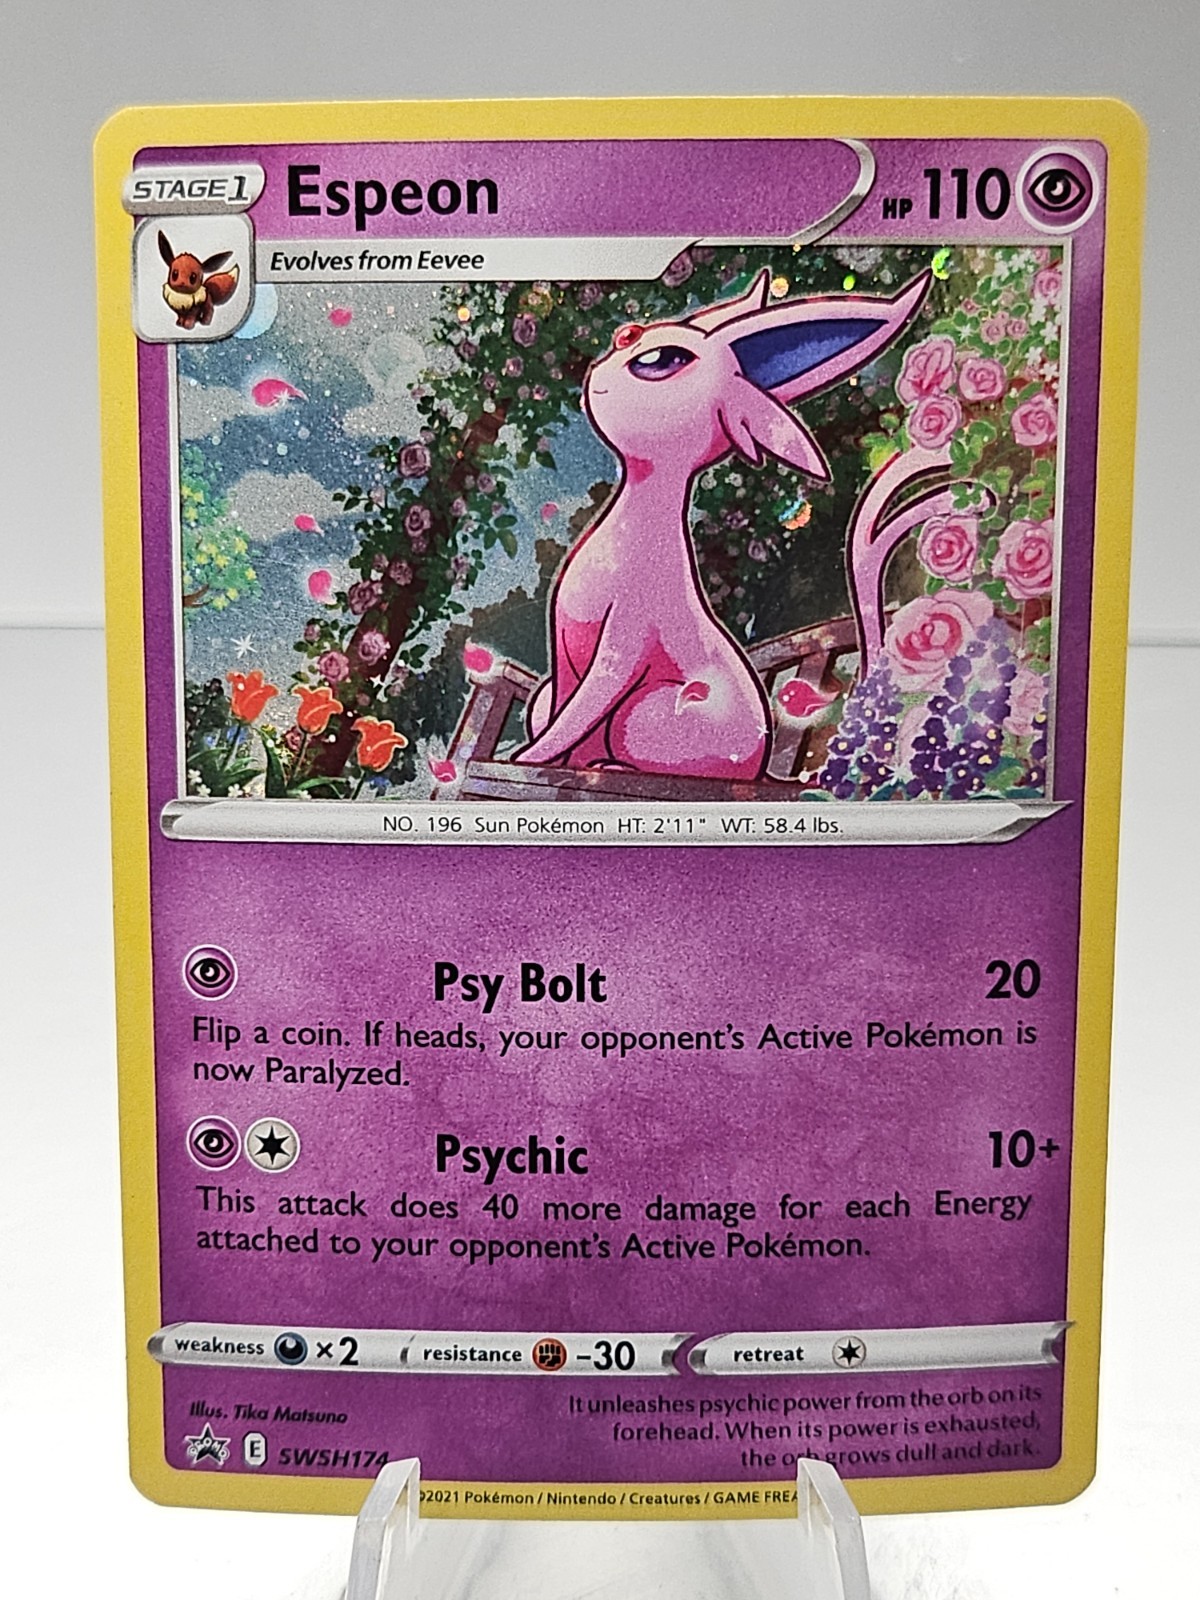 STAGE 1
Espeon
HP 110
Evolves from Eevee
NO. 196 Sun Pokémon HT: 2'11" WT: 58.4 lbs.
Psy Bolt 20
Flip a coin. If heads, your opponent's Active Pokémon is
now Paralyzed.
Psychic 10+
This attack does 40 more damage for each Energy
attached to your opponent's Active Pokémon.
weakness ×2 resistance -30 retreat
Illus. Tika Matsuno
It unleashes psychic power from the orb on its
forehead. When its power is exhausted,
the orb grows dull and dark.
PROMO E SWSH174
©2021 Pokémon / Nintendo / Creatures / GAME FREA